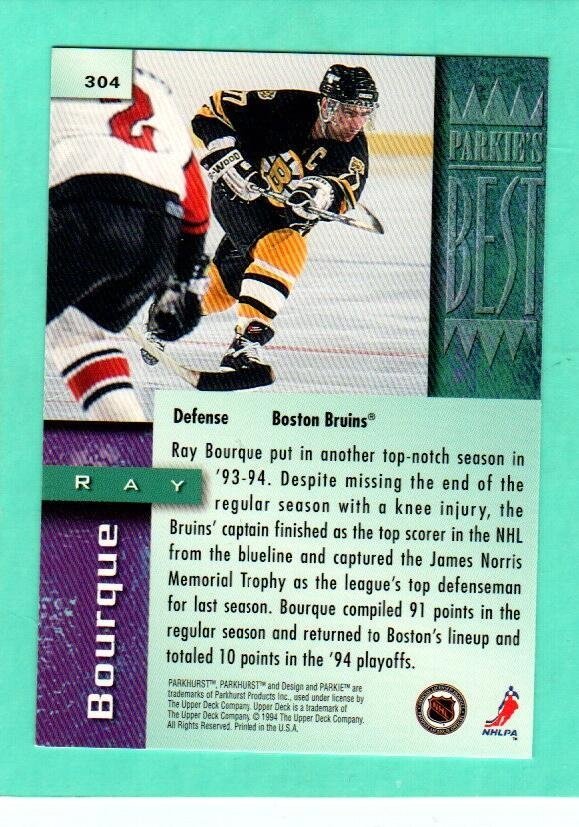 304
PARKIE'S
BEST
2
7
C
B
S-WOOD
Defense Boston Bruins®
Ray Bourque put in another top-notch season in
'93-94. Despite missing the end of the
regular season with a knee injury, the
Bruins' captain finished as the top scorer in the NHL
from the blueline and captured the James Norris
Memorial Trophy as the league's top defenseman
for last season. Bourque compiled 91 points in the
regular season and returned to Boston's lineup and
totaled 10 points in the '94 playoffs.
RAY
Bourque
PARKHURST™, PARKHURST™ and Design and PARKIE™ are
trademarks of Parkhurst Products Inc., used under license by
The Upper Deck Company. Upper Deck is a trademark of
The Upper Deck Company. © 1994 The Upper Deck Company.
All Rights Reserved. Printed in the U.S.A.
NHL
NHLPA™